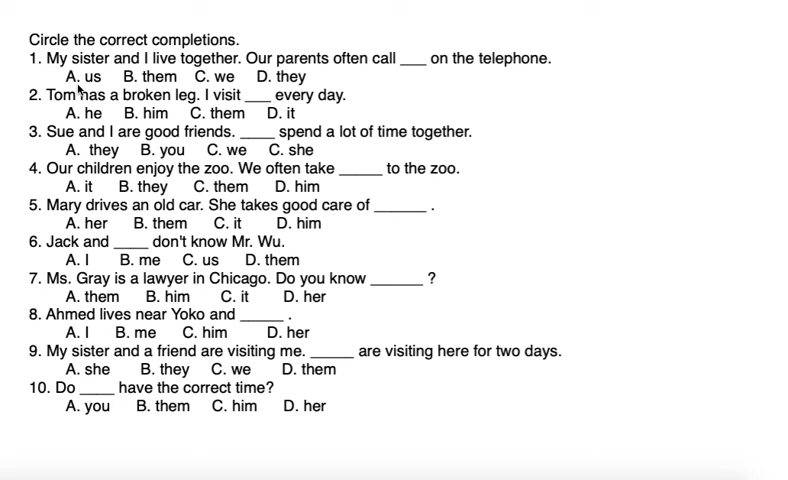 Circle the correct completions.
1. My sister and I live together. Our parents often call ___ on the telephone.
A. us B. them C. we D. they
2. Tom has a broken leg. I visit ___ every day.
A. he B. him C. them D. it
3. Sue and I are good friends. ____ spend a lot of time together.
A. they B. you C. we C. she
4. Our children enjoy the zoo. We often take _____ to the zoo.
A. it B. they C. them D. him
5. Mary drives an old car. She takes good care of ______ .
A. her B. them C. it D. him
6. Jack and ____ don't know Mr. Wu.
A. I B. me C. us D. them
7. Ms. Gray is a lawyer in Chicago. Do you know ______ ?
A. them B. him C. it D. her
8. Ahmed lives near Yoko and _____ .
A. I B. me C. him D. her
9. My sister and a friend are visiting me. _____ are visiting here for two days.
A. she B. they C. we D. them
10. Do ____ have the correct time?
A. you B. them C. him D. her